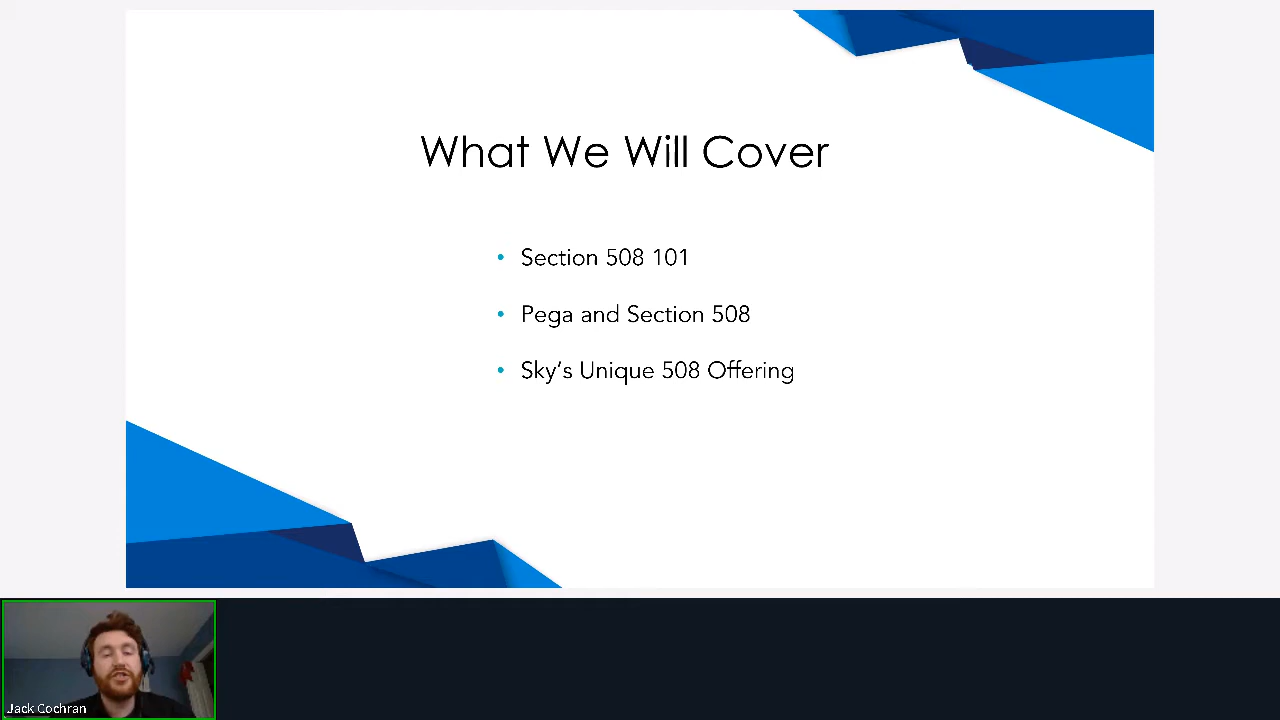 What We Will Cover
• Section 508 101
• Pega and Section 508
• Sky's Unique 508 Offering
Jack Cochran